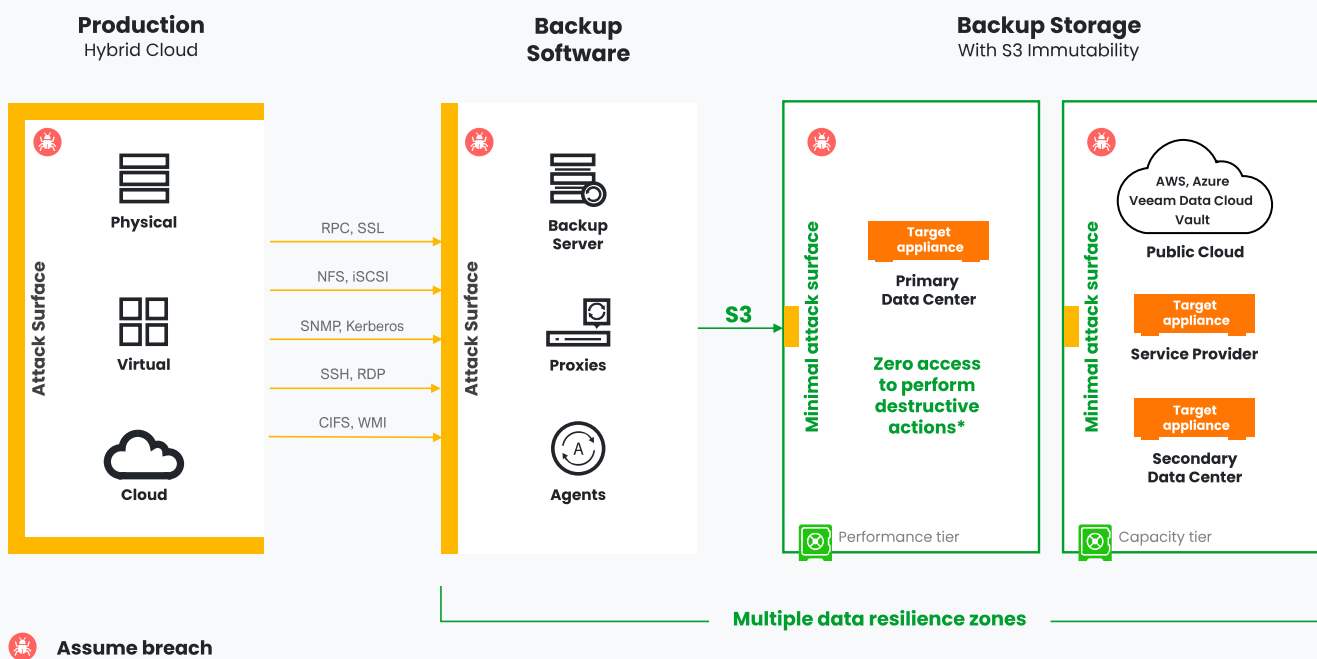 Production
Hybrid Cloud
Backup
Software
Backup Storage
With S3 Immutability
Attack Surface
Physical
Virtual
Cloud
RPC, SSL
NFS, iSCSI
SNMP, Kerberos
SSH, RDP
CIFS, WMI
Attack Surface
Backup
Server
Proxies
A
Agents
S3
Minimal attack surface
Target
appliance
Primary
Data Center
Zero access
to perform
destructive
actions*
Performance tier
Minimal attack surface
AWS, Azure
Veeam Data Cloud
Vault
Public Cloud
Target
appliance
Service Provider
Target
appliance
Secondary
Data Center
Capacity tier
Multiple data resilience zones
Assume breach